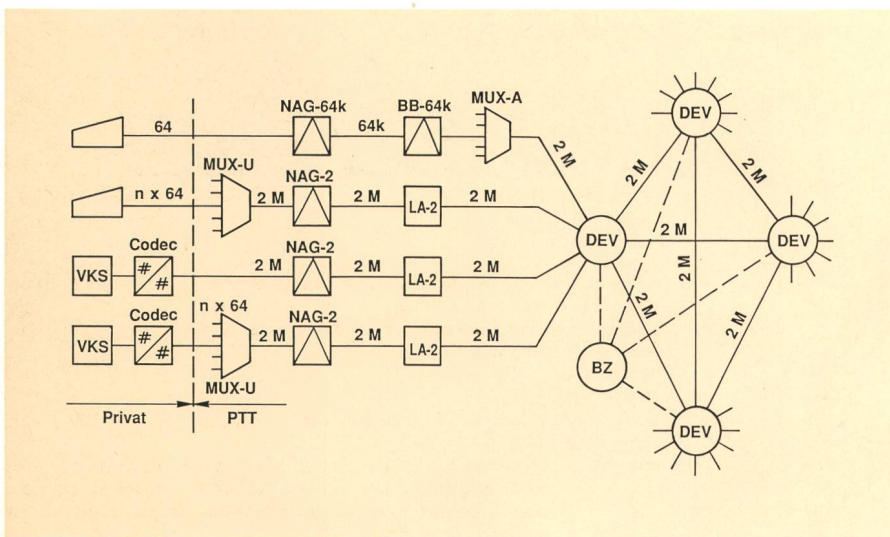 64
NAG-64k
64k
BB-64k
MUX-A
2 M
n x 64
MUX-U
2 M
NAG-2
2 M
LA-2
2 M
VKS
Codec
# #
2 M
NAG-2
2 M
LA-2
2 M
VKS
Codec
# #
n x 64
MUX-U
2 M
NAG-2
2 M
LA-2
2 M
Privat
PTT
DEV
DEV
DEV
DEV
BZ
2 M
2 M
2 M
2 M
2 M
2 M